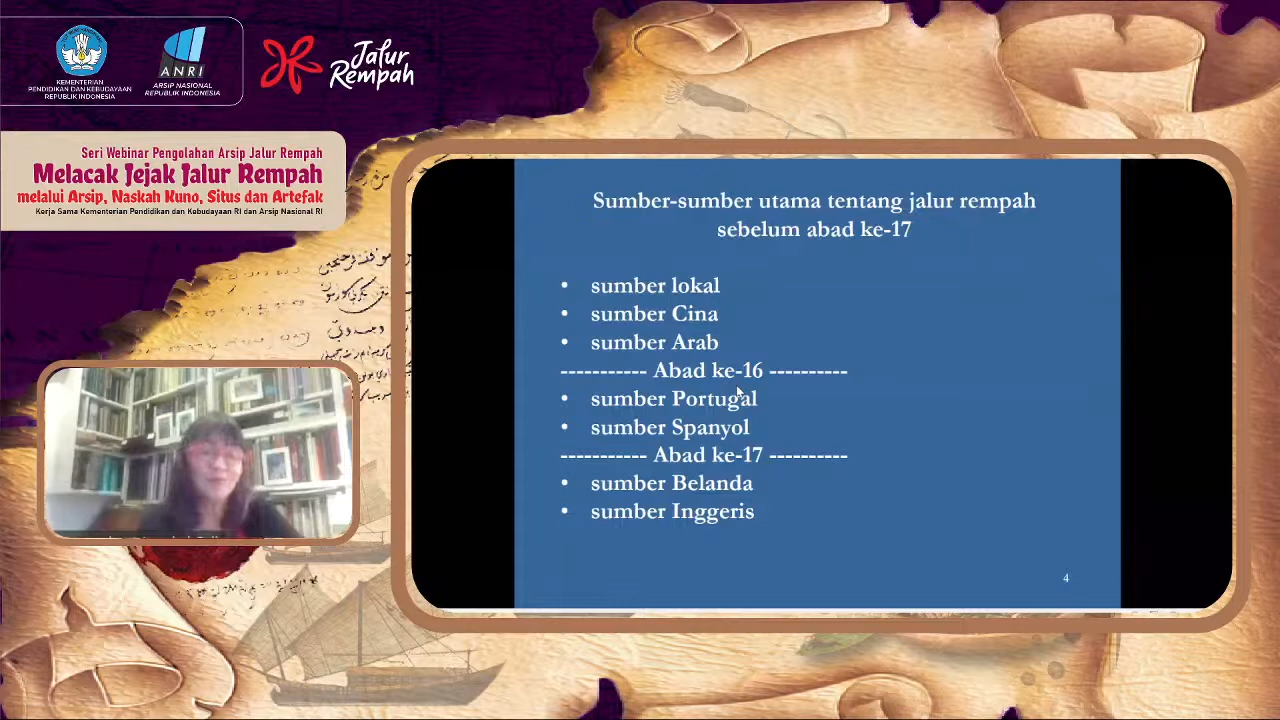 KEMENTERIAN
PENDIDIKAN DAN KEBUDAYAAN
REPUBLIK INDONESIA
ANRI
ARSIP NASIONAL
REPUBLIK INDONESIA
Jalur
Rempah
Seri Webinar Pengolahan Arsip Jalur Rempah
Melacak Jejak Jalur Rempah
melalui Arsip, Naskah Kuno, Situs dan Artefak
Kerja Sama Kementerian Pendidikan dan Kebudayaan RI dan Arsip Nasional RI
Sumber-sumber utama tentang jalur rempah
sebelum abad ke-17
• sumber lokal
• sumber Cina
• sumber Arab
----------- Abad ke-16 ----------
• sumber Portugal
• sumber Spanyol
----------- Abad ke-17 ----------
• sumber Belanda
• sumber Inggeris
4